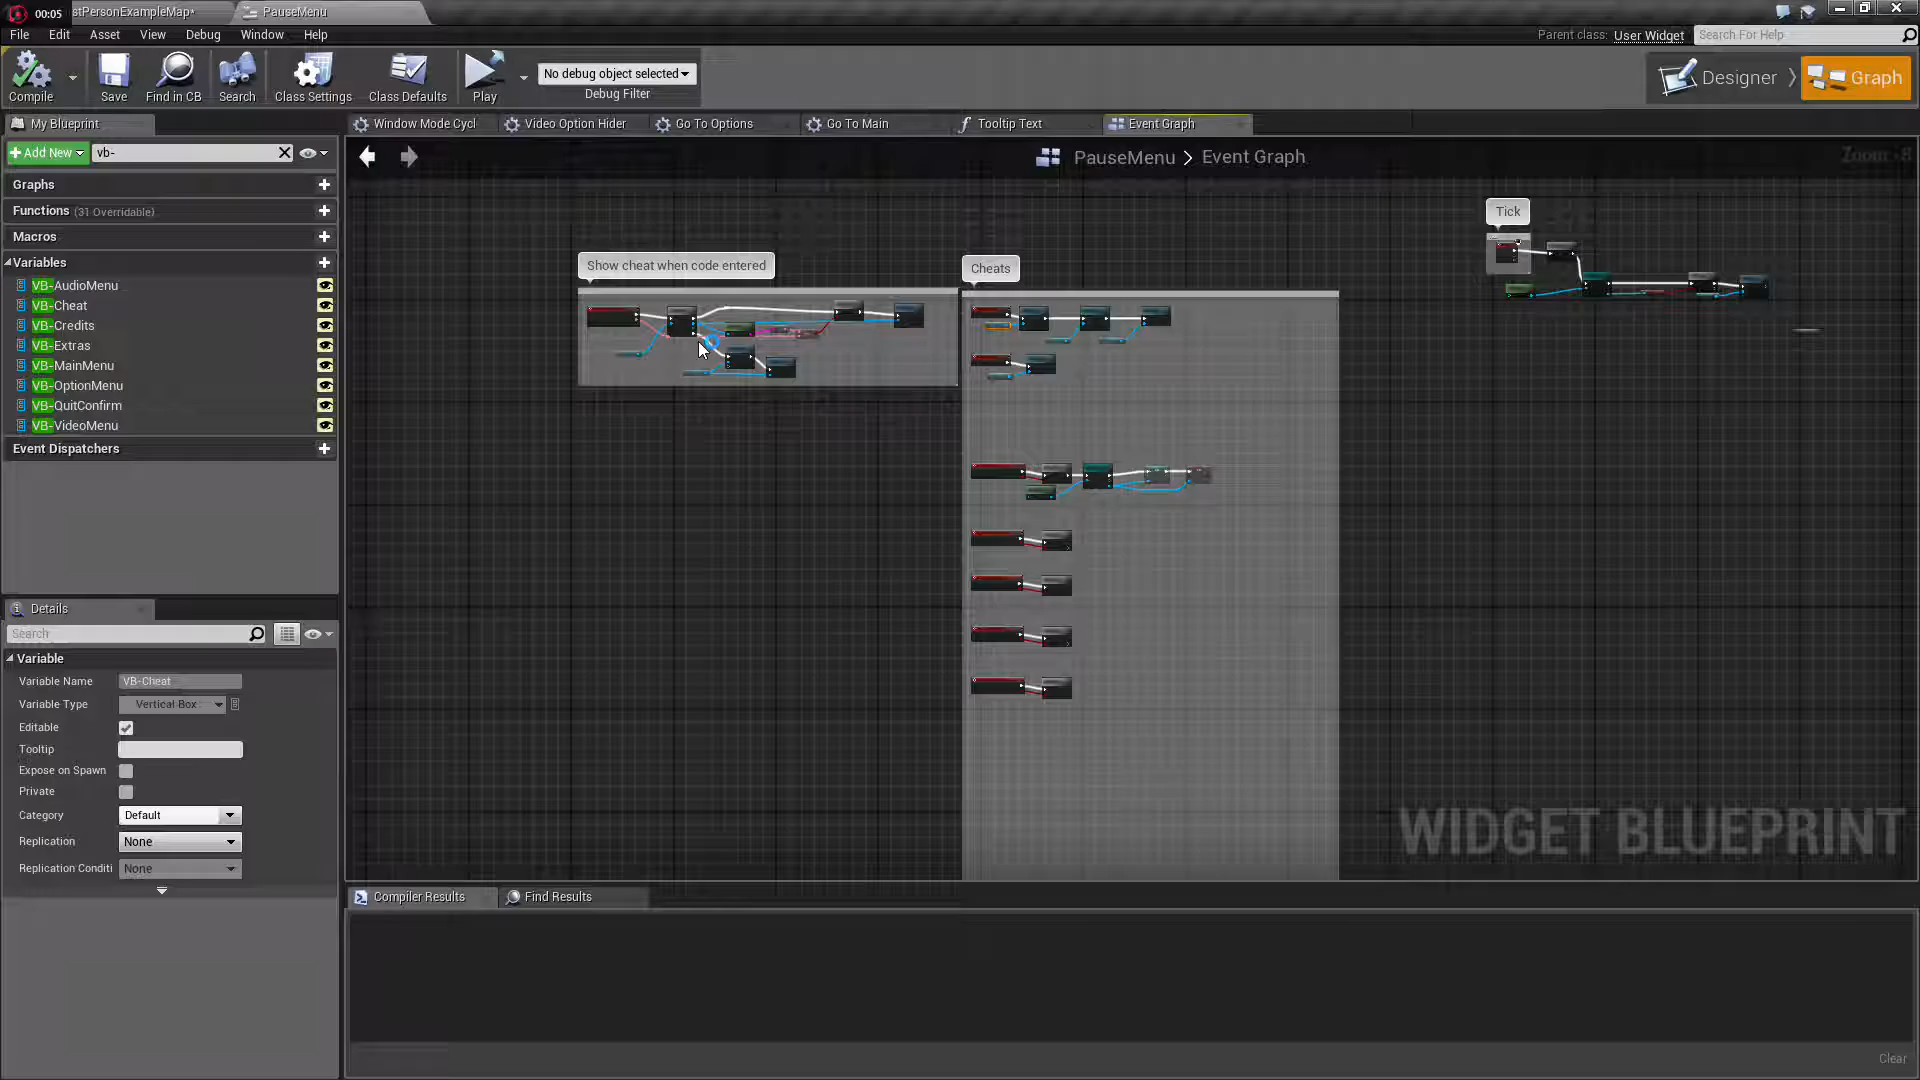 00:05
stPersonExampleMap*
PauseMenu
File
Edit
Asset
View
Debug
Window
Help
Parent class:
User Widget
Search For Help
Compile
Save
Find in CB
Search
Class Settings
Class Defaults
Play
No debug object selected
Debug Filter
Designer
Graph
My Blueprint
Window Mode Cycl
Video Option Hider
Go To Options
Go To Main
Tooltip Text
Event Graph
Add New
vb-
PauseMenu > Event Graph
Zoom -8
Graphs
Functions (31 Overridable)
Macros
Variables
VB-AudioMenu
VB-Cheat
VB-Credits
VB-Extras
VB-MainMenu
VB-OptionMenu
VB-QuitConfirm
VB-VideoMenu
Event Dispatchers
Show cheat when code entered
Cheats
Tick
Details
Search
Variable
Variable Name
VB-Cheat
Variable Type
Vertical Box
Editable
Tooltip
Expose on Spawn
Private
Category
Default
Replication
None
Replication Conditi
None
WIDGET BLUEPRINT
Compiler Results
Find Results
Clear